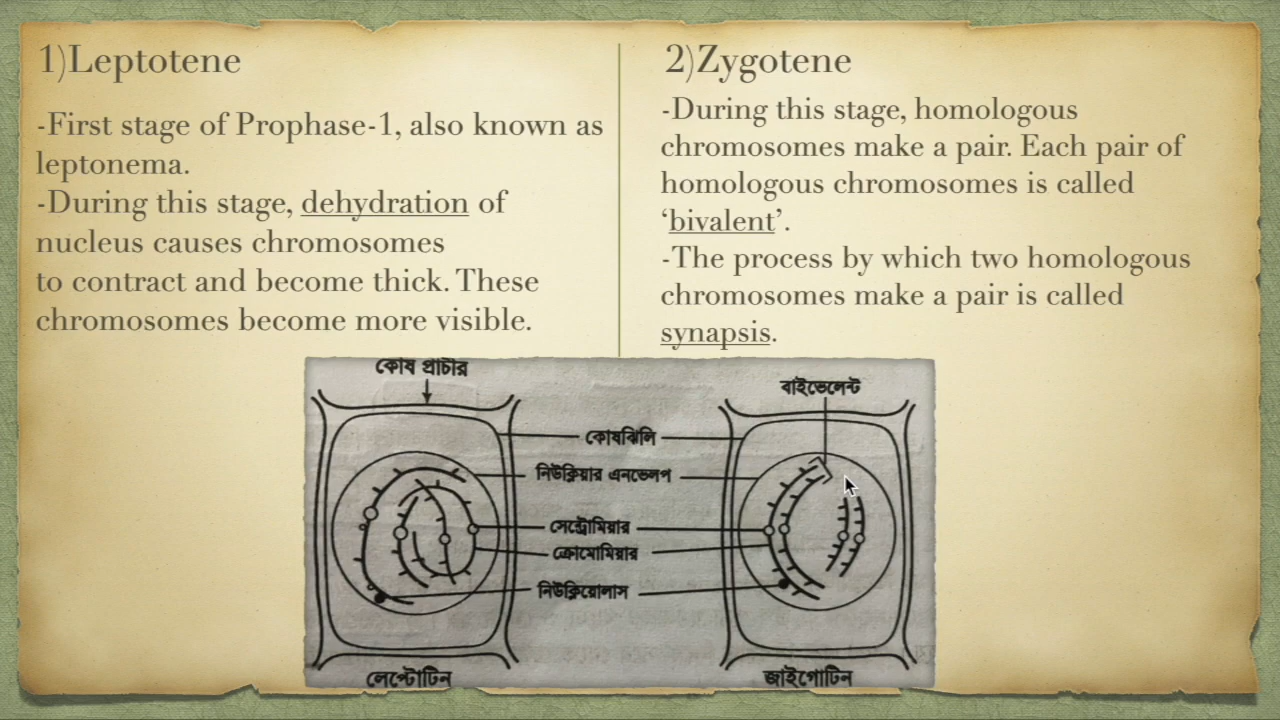 1)Leptotene
-First stage of Prophase-1, also known as
leptonema.
-During this stage, dehydration of
nucleus causes chromosomes
to contract and become thick. These
chromosomes become more visible.
2)Zygotene
-During this stage, homologous
chromosomes make a pair. Each pair of
homologous chromosomes is called
‘bivalent’.
-The process by which two homologous
chromosomes make a pair is called
synapsis.
কোষ প্রাচীর
বাইভেলেন্ট
কোষঝিলি
নিউক্লিয়ার এনভেলপ
সেন্ট্রোমিয়ার
ক্রোমোমিয়ার
নিউক্লিয়োলাস
লেপ্টোটিন
জাইগোটিন